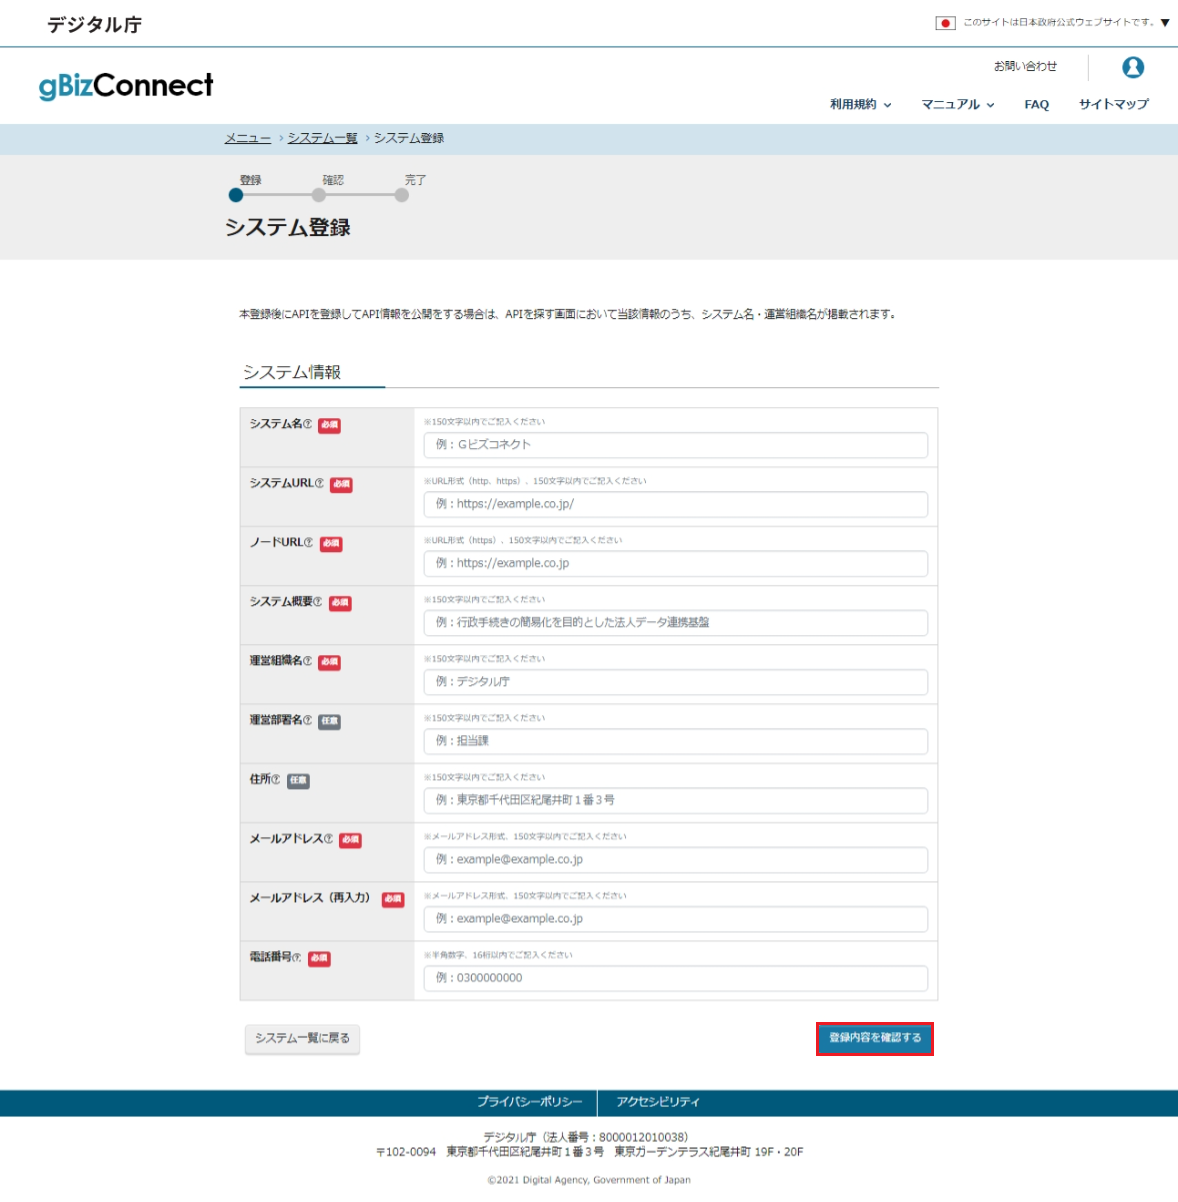 デジタル庁
このサイトは日本政府公式ウェブサイトです。▼
gBizConnect
お問い合わせ
利用規約 マニュアル FAQ サイトマップ
メニュー › システム一覧 › システム登録
登録 確認 完了
システム登録
本登録後にAPIを登録してAPI情報を公開をする場合は、APIを探す画面において当該情報のうち、システム名・運営組織名が掲載されます。
システム情報
システム名? 必須
※150文字以内でご記入ください
例：Ｇビズコネクト
システムURL? 必須
※URL形式（http、https）、150文字以内でご記入ください
例：https://example.co.jp/
ノードURL? 必須
※URL形式（https）、150文字以内でご記入ください
例：https://example.co.jp
システム概要? 必須
※150文字以内でご記入ください
例：行政手続きの簡易化を目的とした法人データ連携基盤
運営組織名? 必須
※150文字以内でご記入ください
例：デジタル庁
運営部署名? 任意
※150文字以内でご記入ください
例：担当課
住所? 任意
※150文字以内でご記入ください
例：東京都千代田区紀尾井町１番３号
メールアドレス? 必須
※メールアドレス形式、150文字以内でご記入ください
例：example@example.co.jp
メールアドレス（再入力） 必須
※メールアドレス形式、150文字以内でご記入ください
例：example@example.co.jp
電話番号? 必須
※半角数字、16桁以内でご記入ください
例：0300000000
システム一覧に戻る
登録内容を確認する
プライバシーポリシー アクセシビリティ
デジタル庁（法人番号：8000012010038）
〒102-0094 東京都千代田区紀尾井町１番３号 東京ガーデンテラス紀尾井町 19F・20F
©2021 Digital Agency, Government of Japan